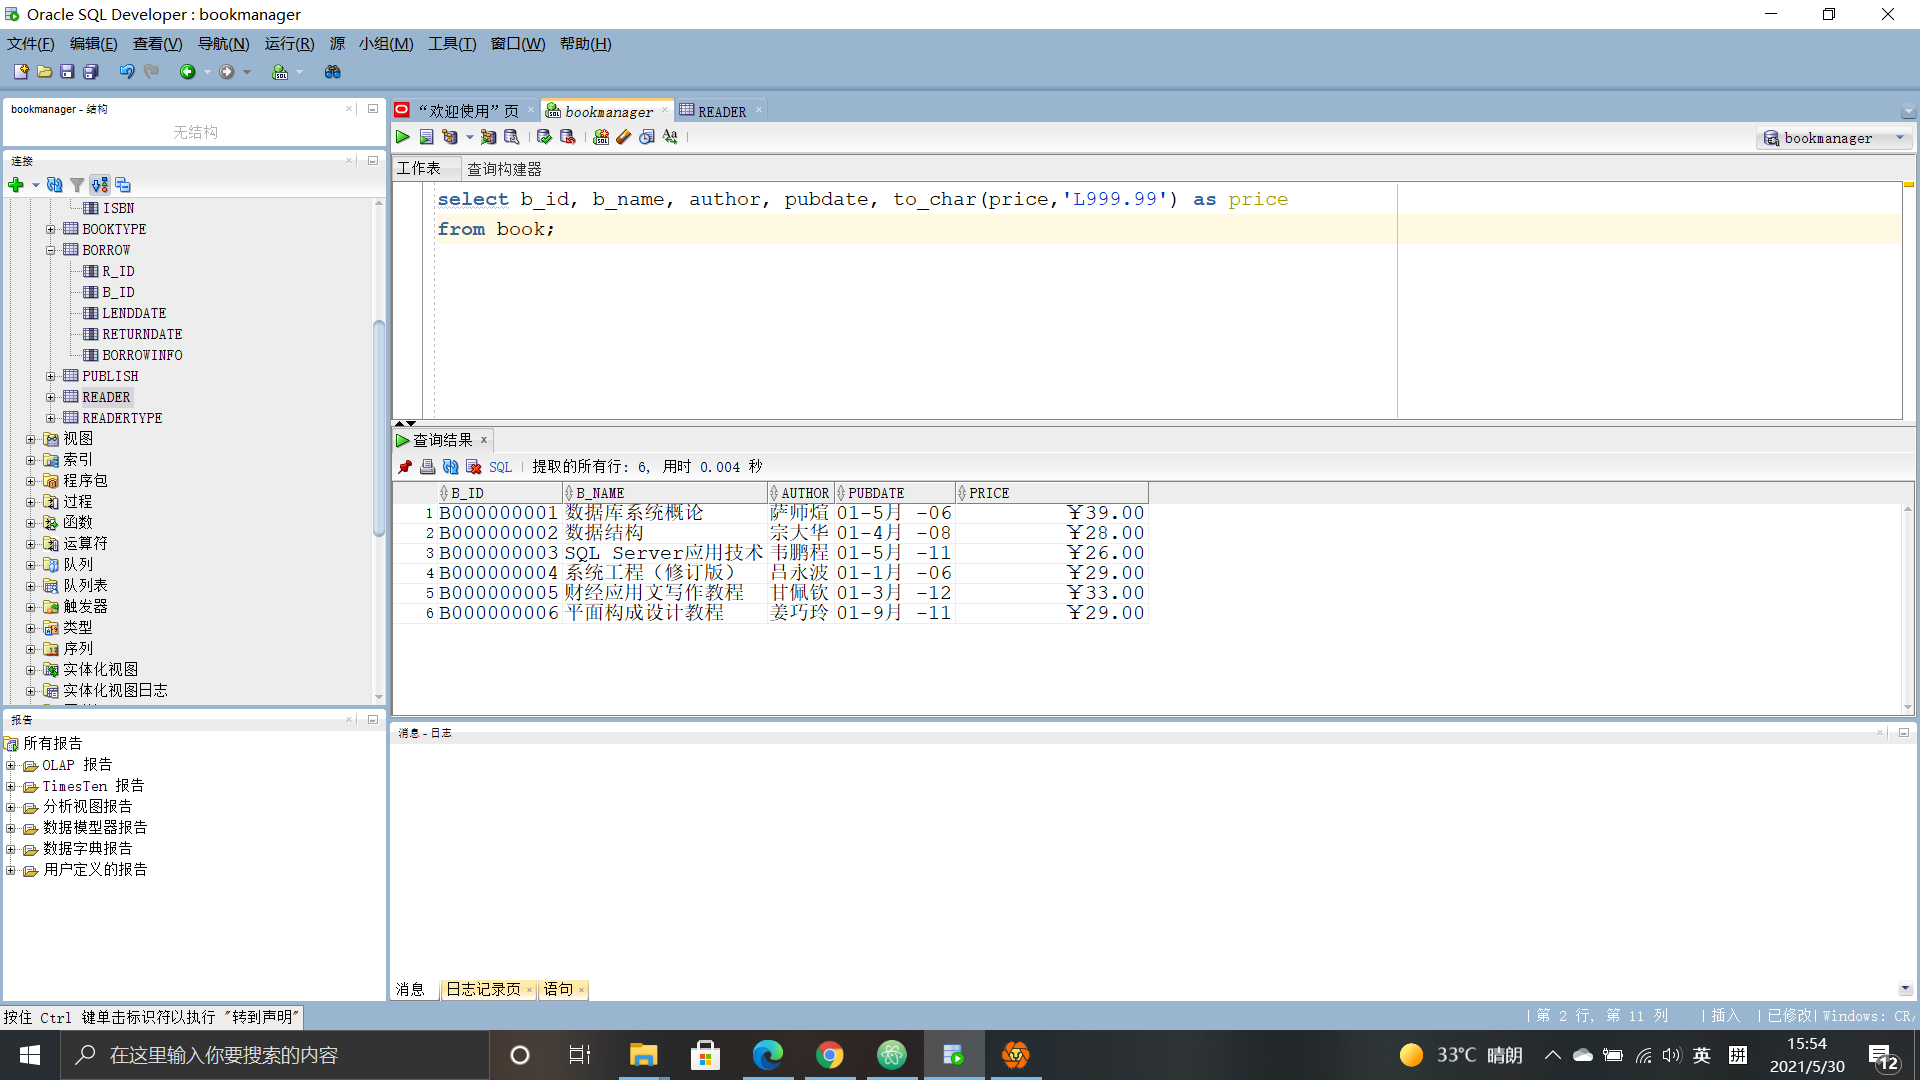 Oracle SQL Developer : bookmanager
文件(F) 编辑(E) 查看(V) 导航(N) 运行(R) 源 小组(M) 工具(T) 窗口(W) 帮助(H)
bookmanager - 结构
无结构
连接
ISBN
BOOKTYPE
BORROW
R_ID
B_ID
LENDDATE
RETURNDATE
BORROWINFO
PUBLISH
READER
READERTYPE
视图
索引
程序包
过程
函数
运算符
队列
队列表
触发器
类型
序列
实体化视图
实体化视图日志
报告
所有报告
OLAP 报告
TimesTen 报告
分析视图报告
数据模型器报告
数据字典报告
用户定义的报告
“欢迎使用”页 bookmanager READER
bookmanager
工作表 查询构建器
select b_id, b_name, author, pubdate, to_char(price,'L999.99') as price
from book;
查询结果
SQL | 提取的所有行: 6, 用时 0.004 秒
B_ID B_NAME AUTHOR PUBDATE PRICE
1 B000000001 数据库系统概论 萨师煊 01-5月 -06 ￥39.00
2 B000000002 数据结构 宗大华 01-4月 -08 ￥28.00
3 B000000003 SQL Server应用技术 韦鹏程 01-5月 -11 ￥26.00
4 B000000004 系统工程（修订版） 吕永波 01-1月 -06 ￥29.00
5 B000000005 财经应用文写作教程 甘佩钦 01-3月 -12 ￥33.00
6 B000000006 平面构成设计教程 姜巧玲 01-9月 -11 ￥29.00
消息 - 日志
消息 日志记录页 语句
按住 Ctrl 键单击标识符以执行 "转到声明"
| 第 2 行, 第 11 列 | 插入 | 已修改| Windows: CR/
在这里输入你要搜索的内容
33°C 晴朗
英
拼
15:54
2021/5/30
12